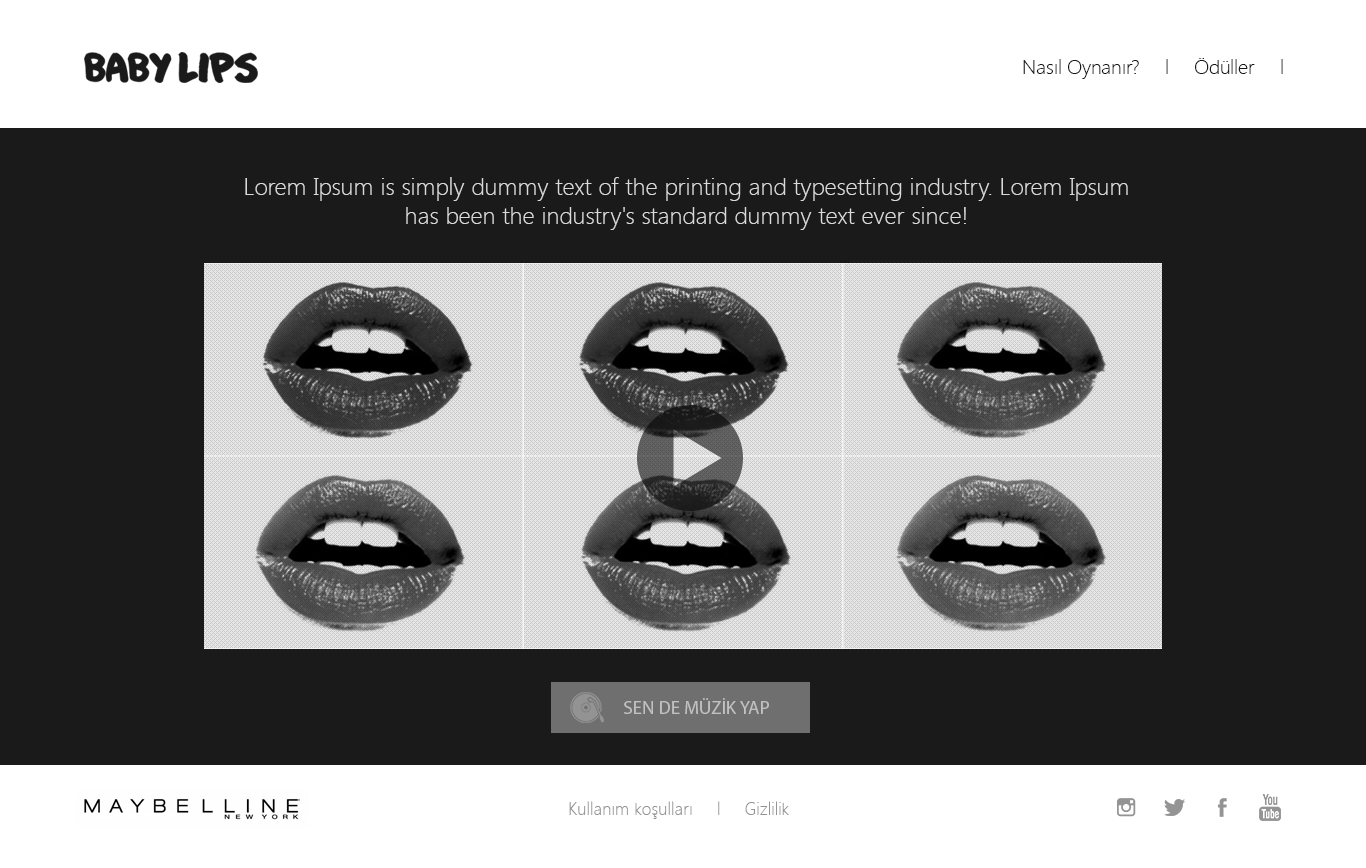 BABY LIPS
Nasıl Oynanır? | Ödüller |
Lorem Ipsum is simply dummy text of the printing and typesetting industry. Lorem Ipsum
has been the industry's standard dummy text ever since!
SEN DE MÜZİK YAP
MAYBELLINE
NEW YORK
Kullanım koşulları | Gizlilik
You
Tube